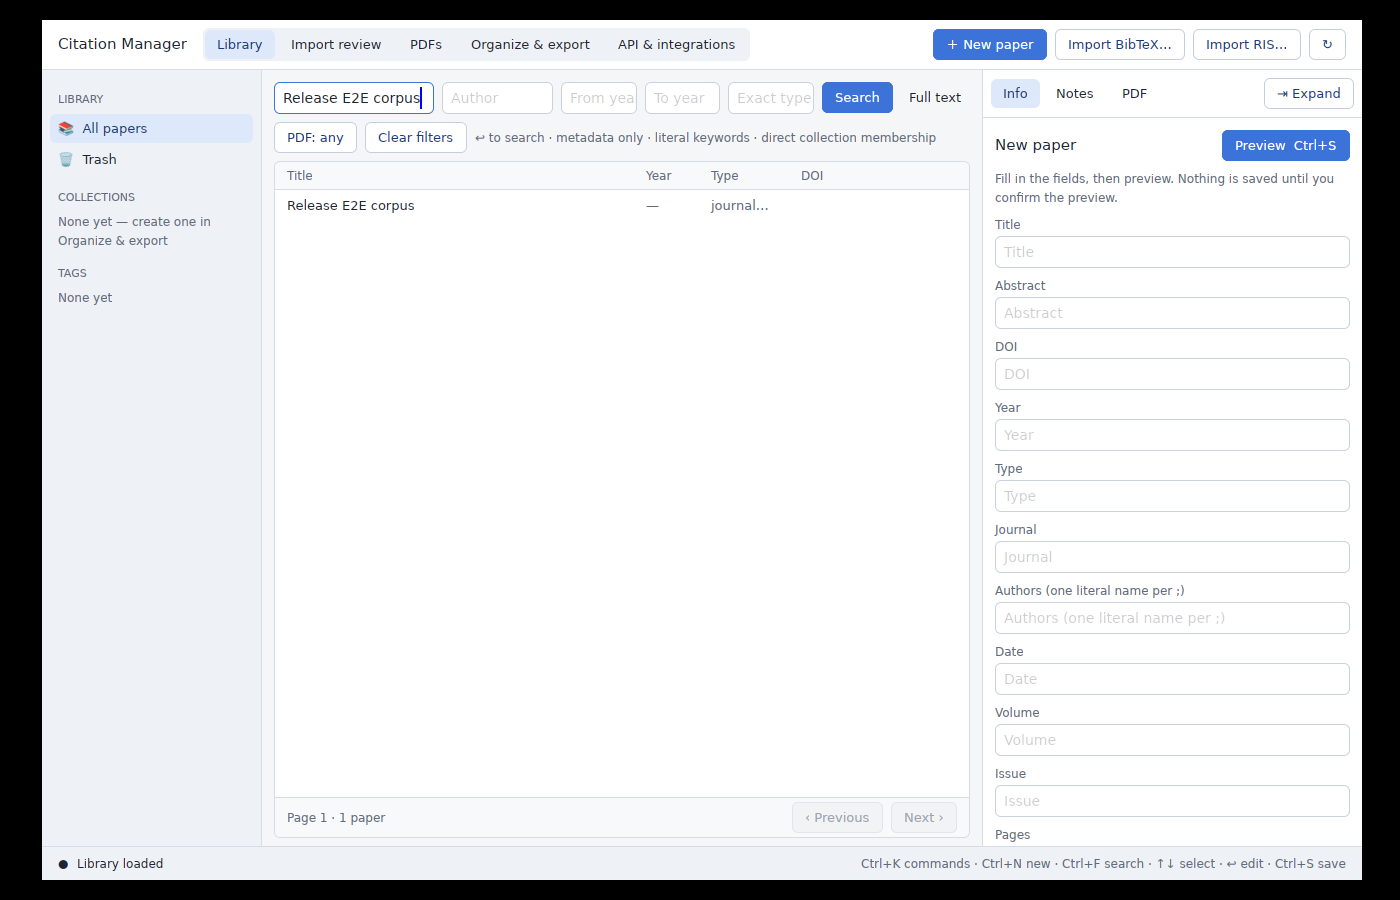 Citation Manager
Library
Import review
PDFs
Organize & export
API & integrations
+ New paper
Import BibTeX...
Import RIS...
↻
LIBRARY
All papers
Trash
COLLECTIONS
None yet — create one in
Organize & export
TAGS
None yet
Release E2E corpus
Author
From yea
To year
Exact type
Search
Full text
PDF: any
Clear filters
↩ to search · metadata only · literal keywords · direct collection membership
Title Year Type DOI
Release E2E corpus — journal…
Page 1 · 1 paper
‹ Previous
Next ›
Info
Notes
PDF
⇥ Expand
New paper
Preview Ctrl+S
Fill in the fields, then preview. Nothing is saved until you
confirm the preview.
Title
Title
Abstract
Abstract
DOI
DOI
Year
Year
Type
Type
Journal
Journal
Authors (one literal name per ;)
Authors (one literal name per ;)
Date
Date
Volume
Volume
Issue
Issue
Pages
● Library loaded
Ctrl+K commands · Ctrl+N new · Ctrl+F search · ↑↓ select · ↩ edit · Ctrl+S save